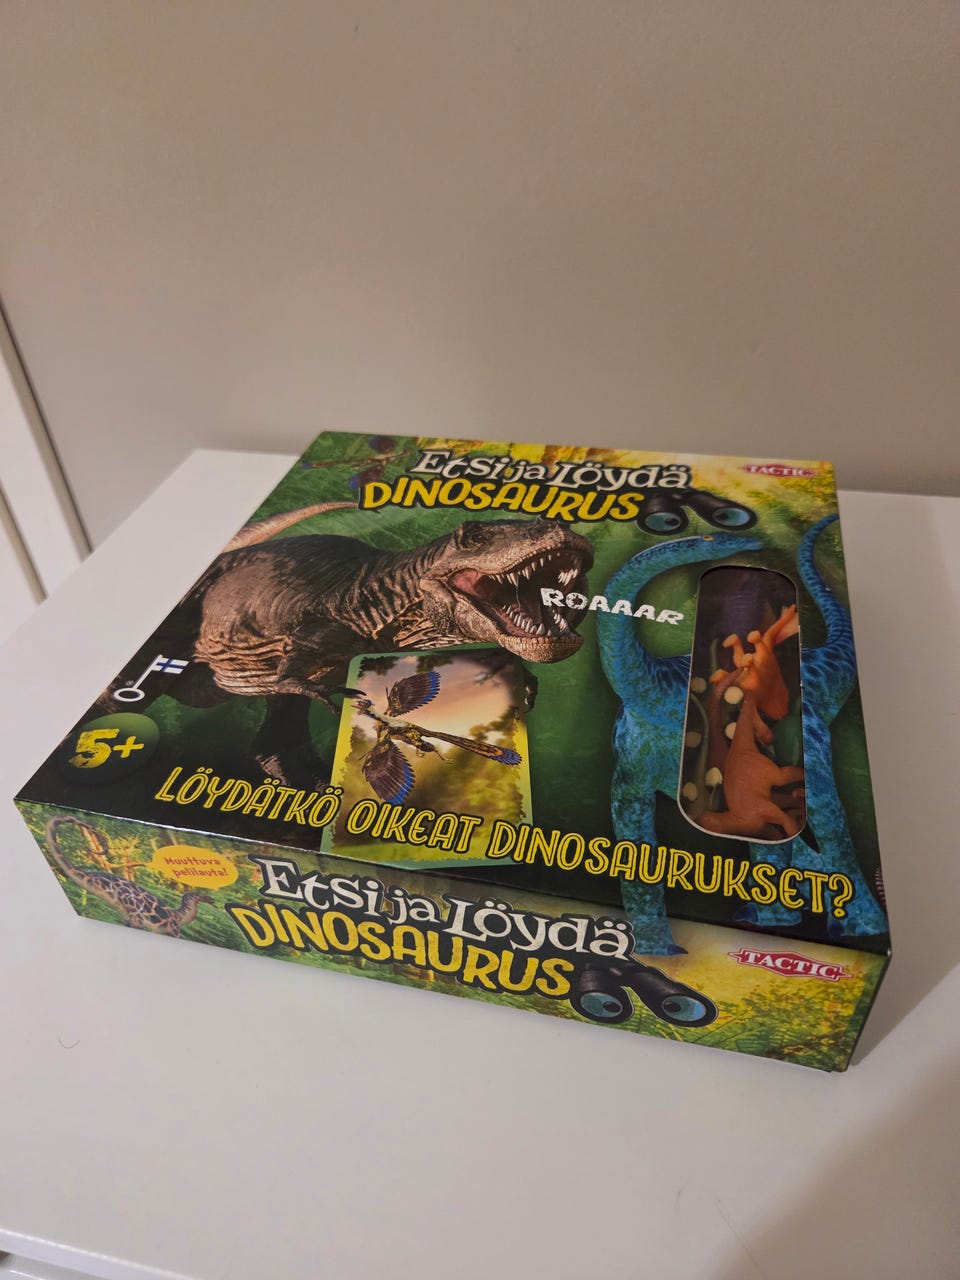 Etsi ja Löydä
DINOSAURUS
TACTIC
ROAAAR
5+
LÖYDÄTKÖ OIKEAT DINOSAURUKSET?
Muuttuva
pelilauta!
Etsi ja Löydä
DINOSAURUS
TACTIC